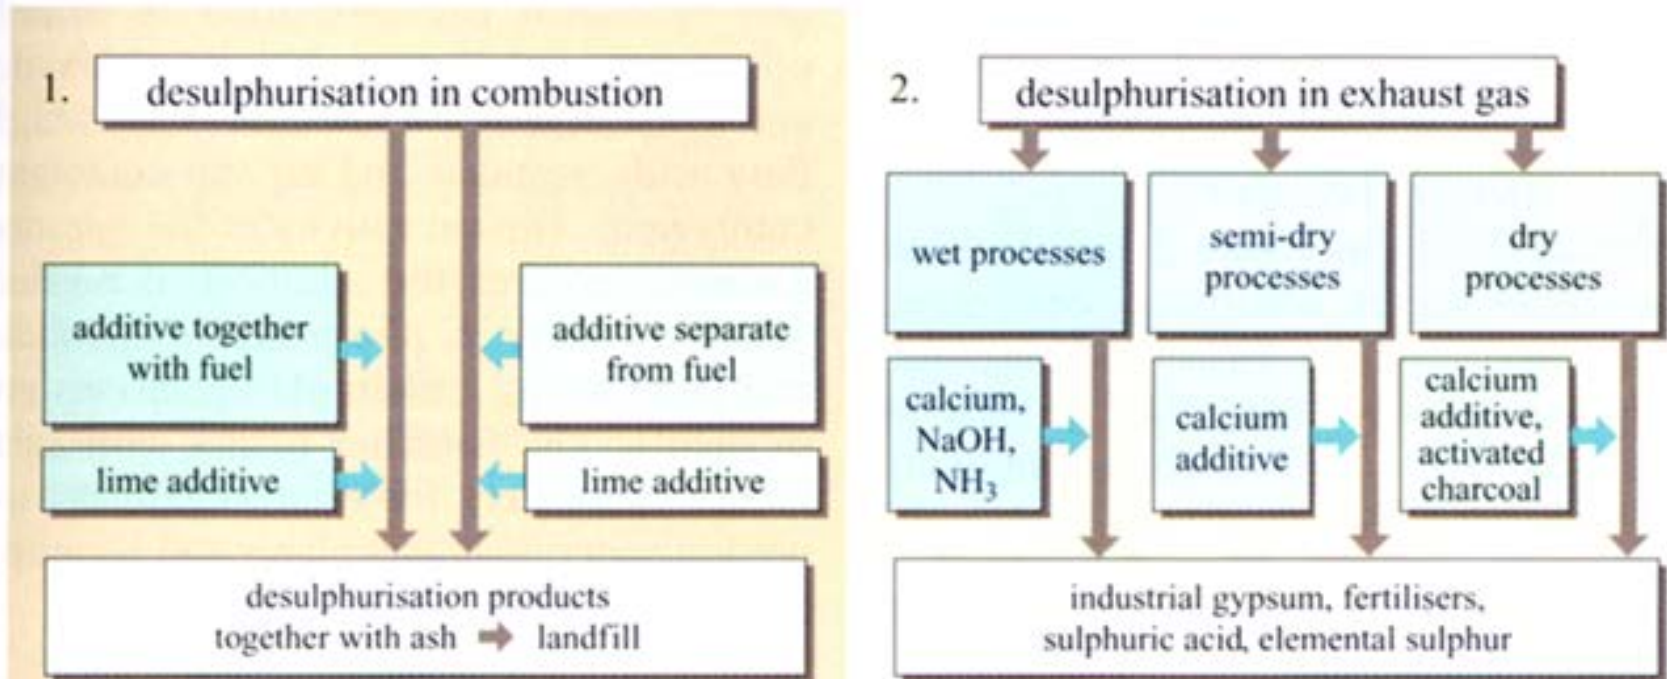 1. desulphurisation in combustion
additive together
with fuel
additive separate
from fuel
lime additive
lime additive
desulphurisation products
together with ash → landfill
2. desulphurisation in exhaust gas
wet processes
semi-dry
processes
dry
processes
calcium,
NaOH,
NH₃
calcium
additive
calcium
additive,
activated
charcoal
industrial gypsum, fertilisers,
sulphuric acid, elemental sulphur